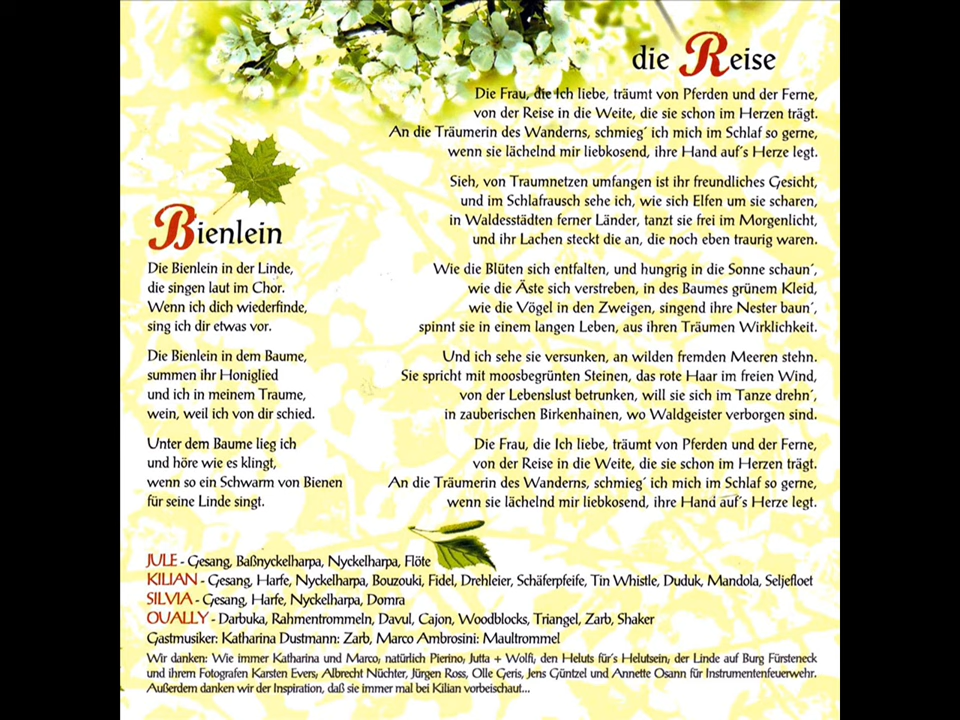 die Reise
Die Frau, die Ich liebe, träumt von Pferden und der Ferne,
von der Reise in die Weite, die sie schon im Herzen trägt.
An die Träumerin des Wanderns, schmieg´ ich mich im Schlaf so gerne,
wenn sie lächelnd mir liebkosend, ihre Hand auf´s Herze legt.
Sieh, von Traumnetzen umfangen ist ihr freundliches Gesicht,
und im Schlafrausch sehe ich, wie sich Elfen um sie scharen,
in Waldesstädten ferner Länder, tanzt sie frei im Morgenlicht,
und ihr Lachen steckt die an, die noch eben traurig waren.
Wie die Blüten sich entfalten, und hungrig in die Sonne schaun´,
wie die Äste sich verstreben, in des Baumes grünem Kleid,
wie die Vögel in den Zweigen, singend ihre Nester baun´,
spinnt sie in einem langen Leben, aus ihren Träumen Wirklichkeit.
Und ich sehe sie versunken, an wilden fremden Meeren stehn.
Sie spricht mit moosbegrünten Steinen, das rote Haar im freien Wind,
von der Lebenslust betrunken, will sie sich im Tanze drehn´,
in zauberischen Birkenhainen, wo Waldgeister verborgen sind.
Die Frau, die Ich liebe, träumt von Pferden und der Ferne,
von der Reise in die Weite, die sie schon im Herzen trägt.
An die Träumerin des Wanderns, schmieg´ ich mich im Schlaf so gerne,
wenn sie lächelnd mir liebkosend, ihre Hand auf´s Herze legt.
Bienlein
Die Bienlein in der Linde,
die singen laut im Chor.
Wenn ich dich wiederfinde,
sing ich dir etwas vor.
Die Bienlein in dem Baume,
summen ihr Honiglied
und ich in meinem Traume,
wein, weil ich von dir schied.
Unter dem Baume lieg ich
und höre wie es klingt,
wenn so ein Schwarm von Bienen
für seine Linde singt.
JULE - Gesang, Baßnyckelharpa, Nyckelharpa, Flöte
KILIAN - Gesang, Harfe, Nyckelharpa, Bouzouki, Fidel, Drehleier, Schäferpfeife, Tin Whistle, Duduk, Mandola, Seljefloet
SILVIA - Gesang, Harfe, Nyckelharpa, Domra
OUALLY - Darbuka, Rahmentrommeln, Davul, Cajon, Woodblocks, Triangel, Zarb, Shaker
Gastmusiker: Katharina Dustmann: Zarb, Marco Ambrosini: Maultrommel
Wir danken: Wie immer Katharina und Marco, natürlich Pierino, Jutta + Wolfi, den Heluts für´s Helutsein, der Linde auf Burg Fürsteneck
und ihrem Fotografen Karsten Evers, Albrecht Nüchter, Jürgen Ross, Olle Geris, Jens Güntzel und Annette Osann für Instrumentenfeuerwehr.
Außerdem danken wir der Inspiration, daß sie immer mal bei Kilian vorbeischaut...